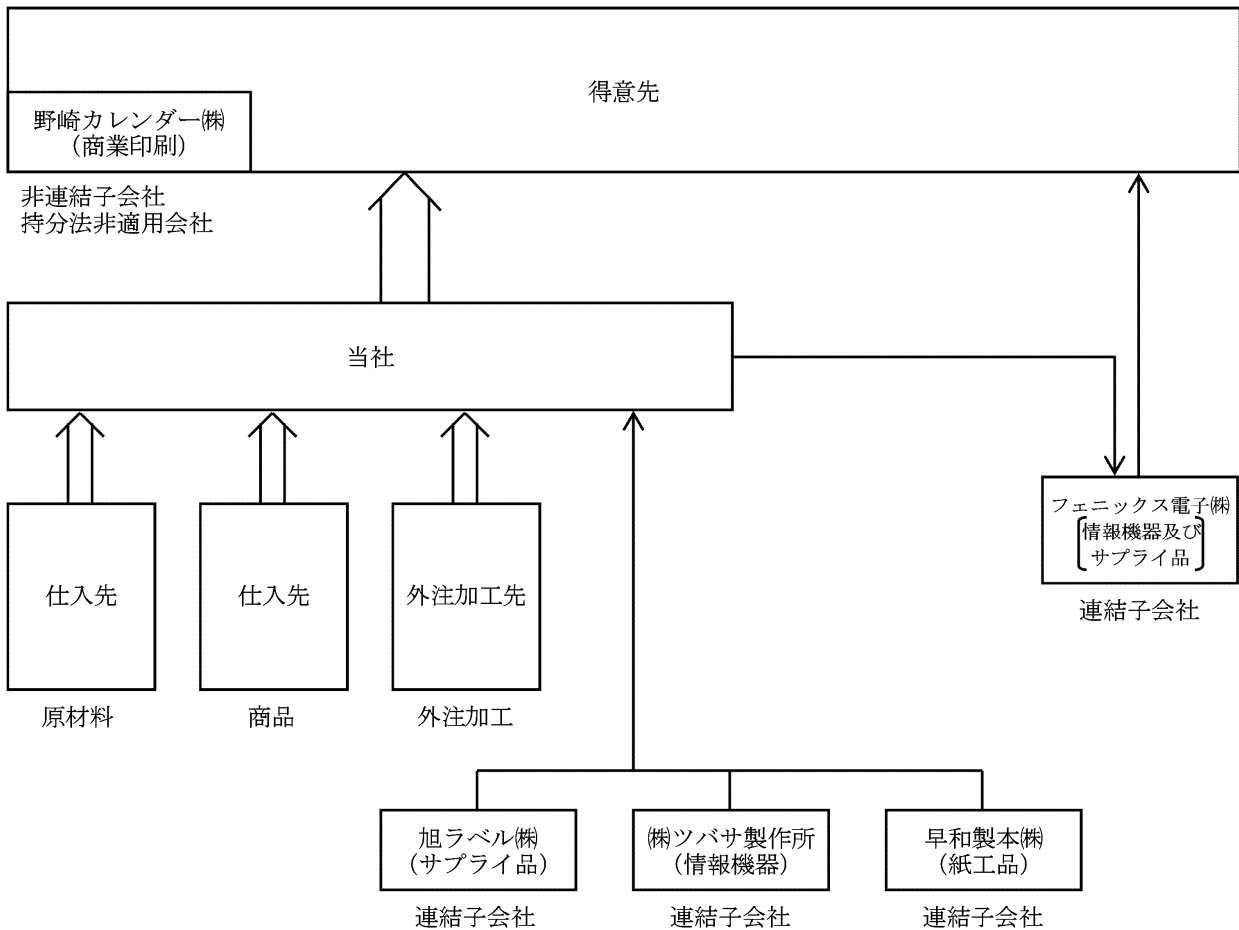 得意先
野崎カレンダー㈱
（商業印刷）
非連結子会社
持分法非適用会社
当社
フェニックス電子㈱
情報機器及び
サプライ品
連結子会社
仕入先
仕入先
外注加工先
原材料
商品
外注加工
旭ラベル㈱
（サプライ品）
㈱ツバサ製作所
（情報機器）
早和製本㈱
（紙工品）
連結子会社
連結子会社
連結子会社